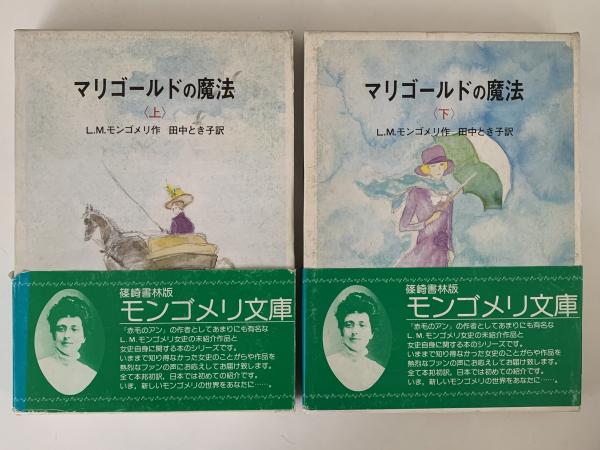 マリゴールドの魔法
〈上〉
L.M.モンゴメリ作 田中とき子訳
篠崎書林版
モンゴメリ文庫
『赤毛のアン』の作者としてあまりにも有名な
L.M.モンゴメリ女史の未紹介作品と
女史自身に関する本のシリーズです。
いままで知り得なかった女史のことがらや作品を
熱烈なファンの声にお応えしてお届け致します。
全て本邦初訳。日本では初めての紹介です。
いま、新しいモンゴメリの世界をあなたに……。
マリゴールドの魔法
〈下〉
L.M.モンゴメリ作 田中とき子訳
篠崎書林版
モンゴメリ文庫
『赤毛のアン』の作者としてあまりにも有名な
L.M.モンゴメリ女史の未紹介作品と
女史自身に関する本のシリーズです。
いままで知り得なかった女史のことがらや作品を
熱烈なファンの声にお応えしてお届け致します。
全て本邦初訳。日本では初めての紹介です。
いま、新しいモンゴメリの世界をあなたに……。